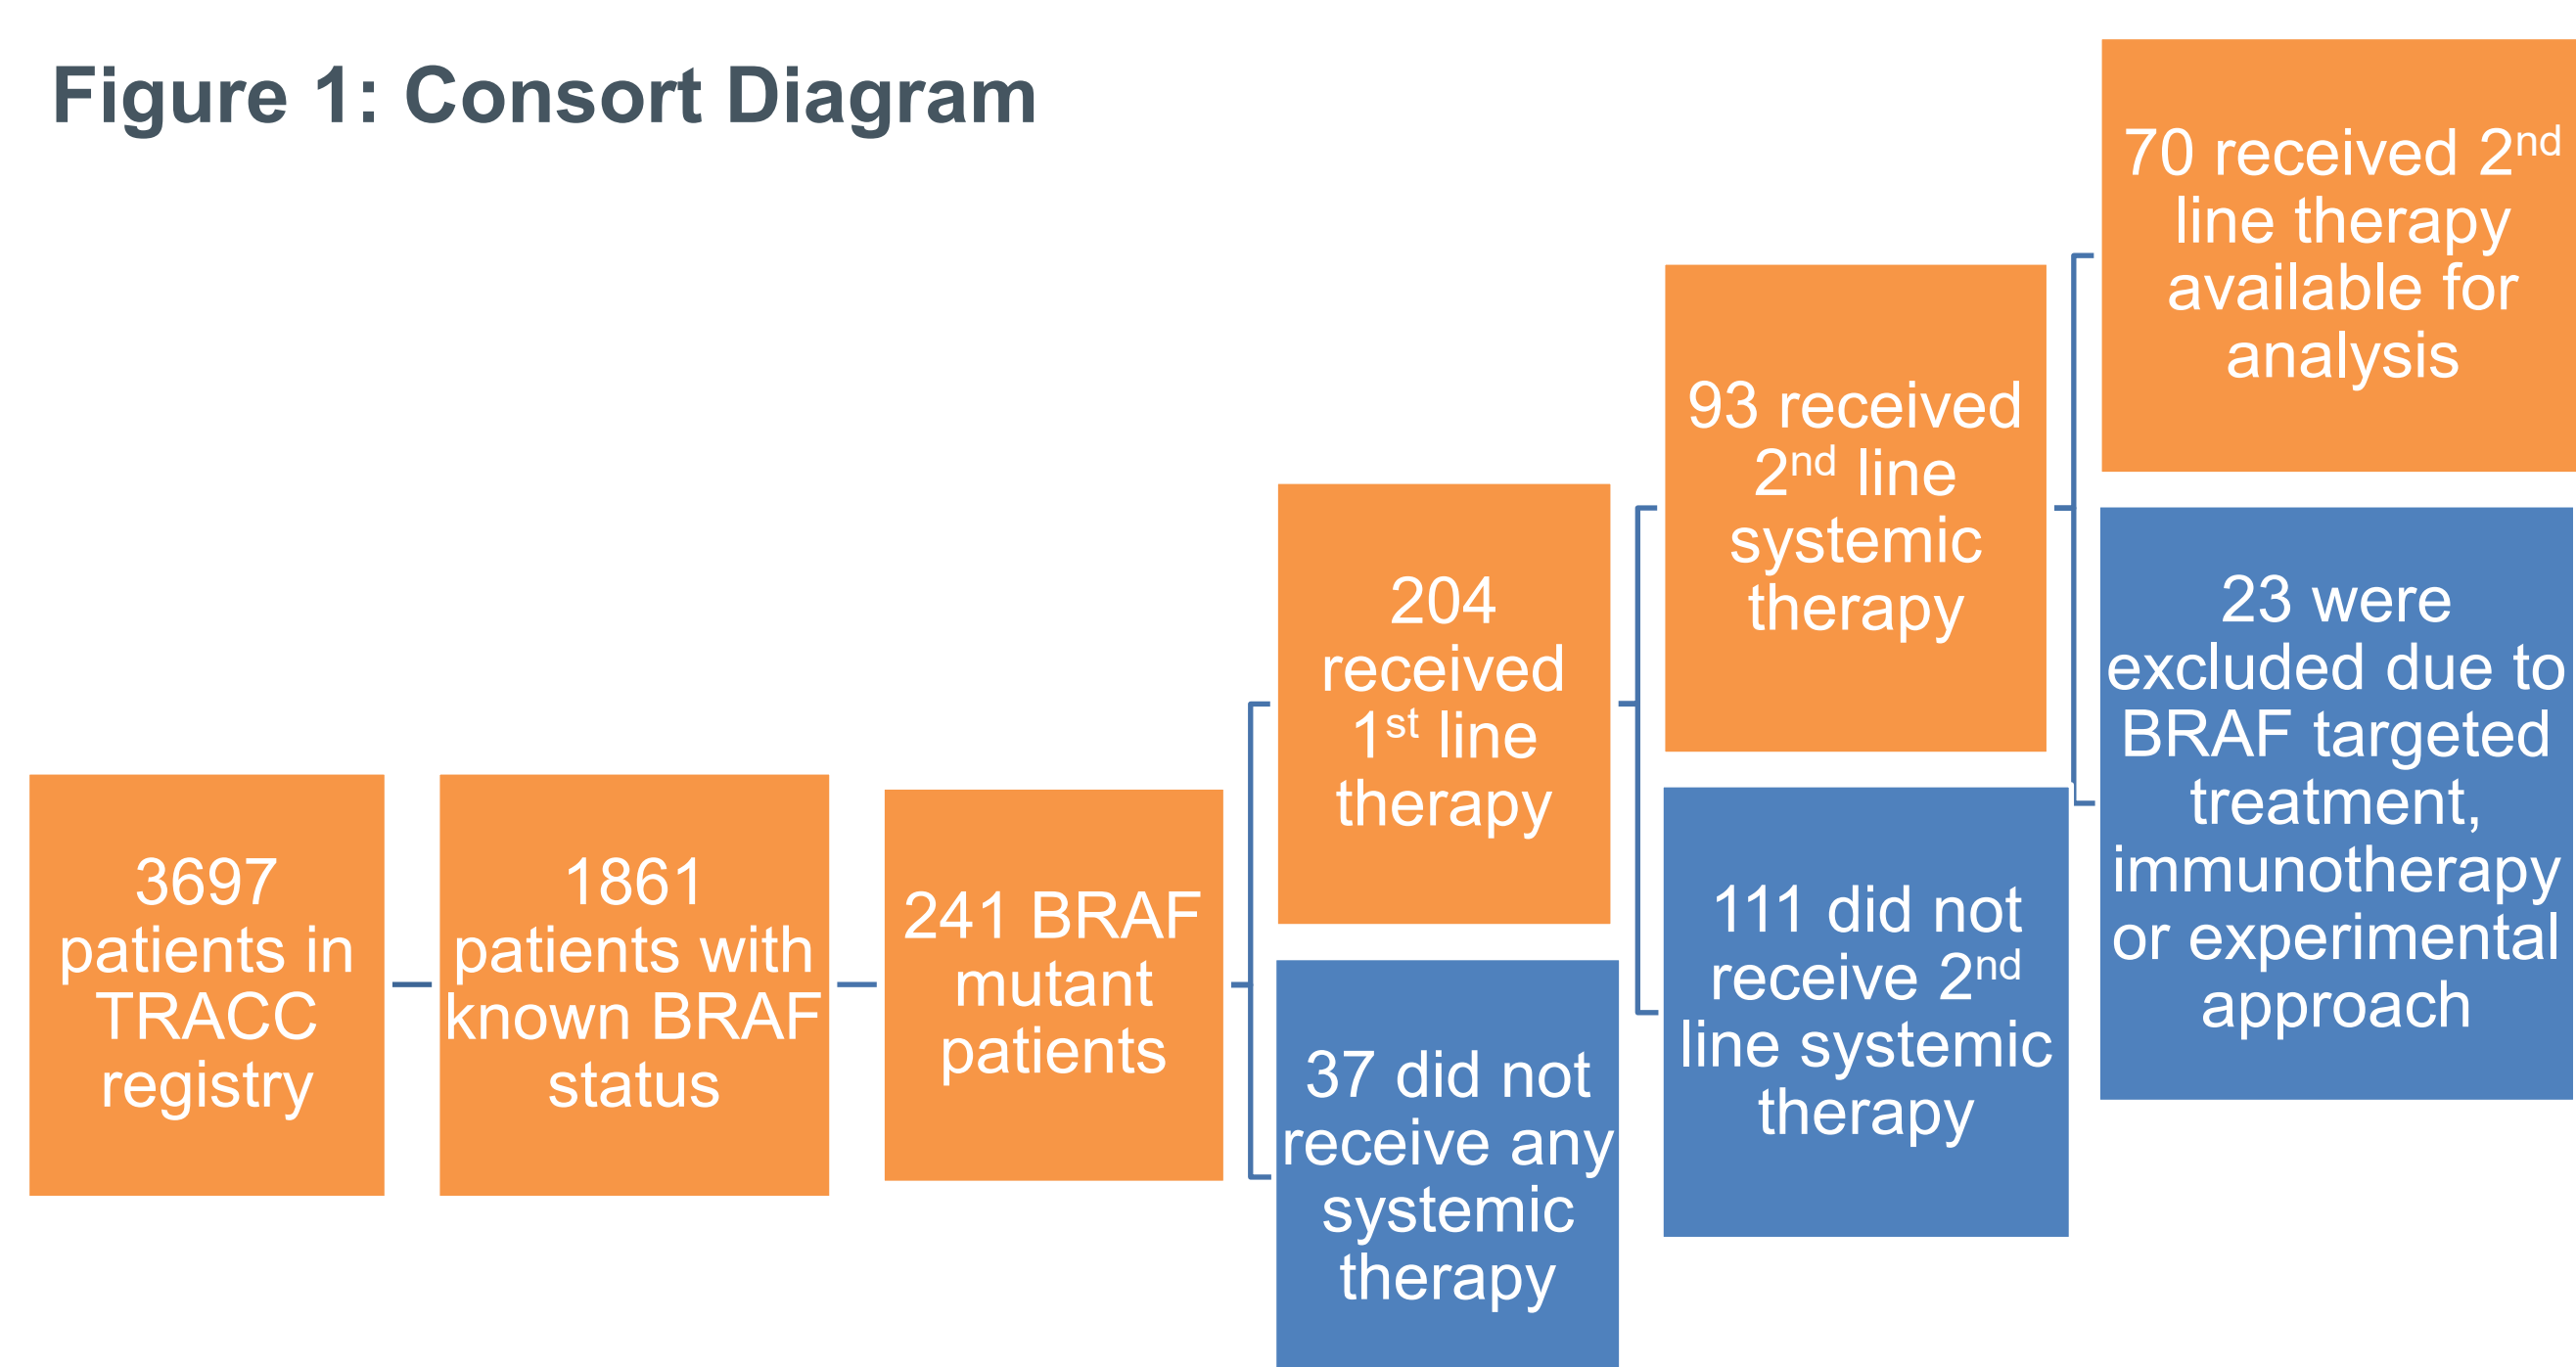 Figure 1: Consort Diagram
3697
patients in
TRACC
registry
1861
patients with
known BRAF
status
241 BRAF
mutant
patients
204
received
1st line
therapy
37 did not
receive any
systemic
therapy
93 received
2nd line
systemic
therapy
111 did not
receive 2nd
line systemic
therapy
70 received 2nd
line therapy
available for
analysis
23 were
excluded due to
BRAF targeted
treatment,
immunotherapy
or experimental
approach